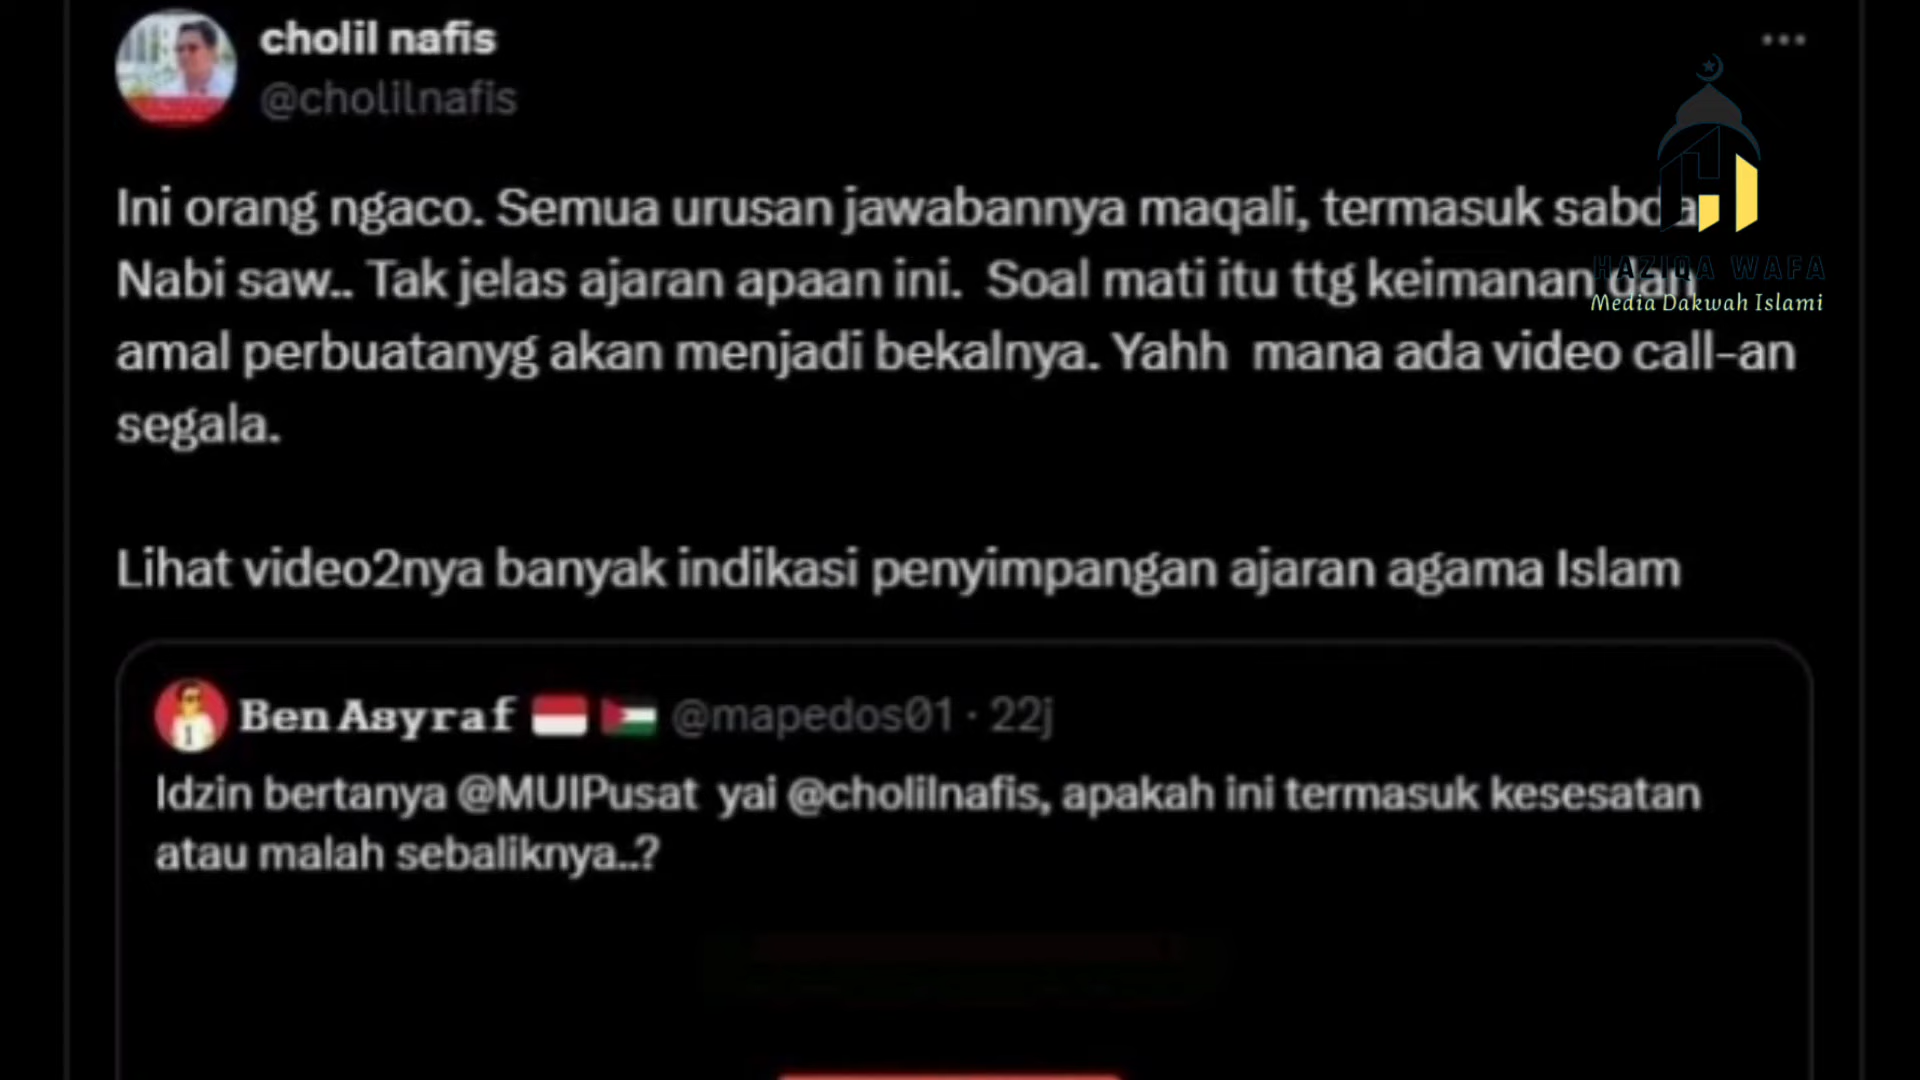 cholil nafis
@cholilnafis
Ini orang ngaco. Semua urusan jawabannya maqali, termasuk sabda
Nabi saw.. Tak jelas ajaran apaan ini. Soal mati itu ttg keimanan dan
amal perbuatanyg akan menjadi bekalnya. Yahh mana ada video call-an
segala.
Lihat video2nya banyak indikasi penyimpangan ajaran agama Islam
HAZIQA WAFA
Media Dakwah Islami
Ben Asyraf 🇮🇩 🇵🇸 @mapedos01 · 22j
Idzin bertanya @MUIPusat yai @cholilnafis, apakah ini termasuk kesesatan
atau malah sebaliknya..?